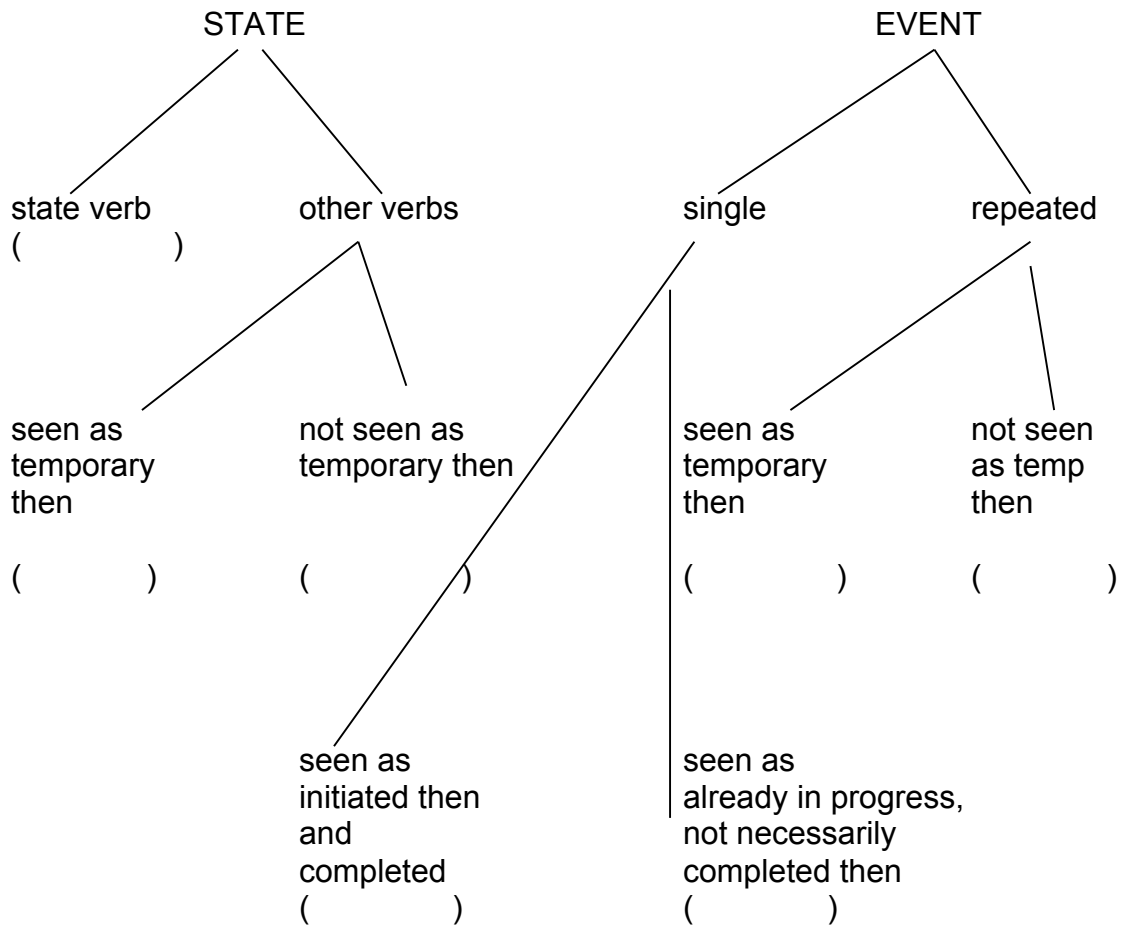 STATE EVENT
state verb other verbs single repeated
( )
seen as
temporary
then
( )
not seen as
temporary then
( )
seen as
temporary
then
( )
not seen
as temp
then
( )
seen as
initiated then
and
completed
( )
seen as
already in progress,
not necessarily
completed then
( )